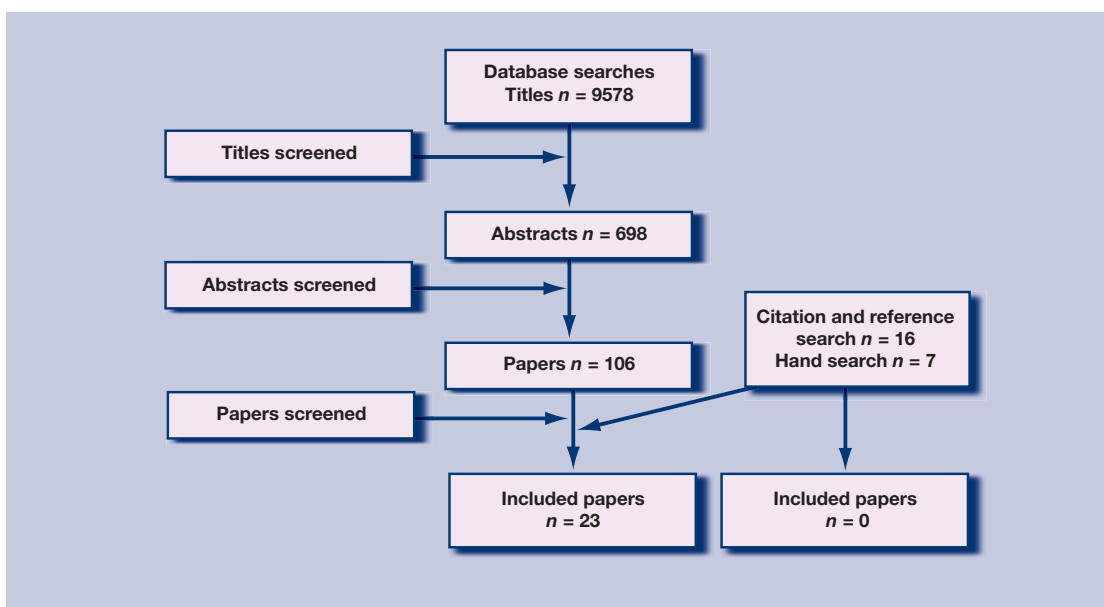 Database searches
Titles n = 9578
Titles screened
Abstracts n = 698
Abstracts screened
Citation and reference
search n = 16
Hand search n = 7
Papers n = 106
Papers screened
Included papers
n = 23
Included papers
n = 0